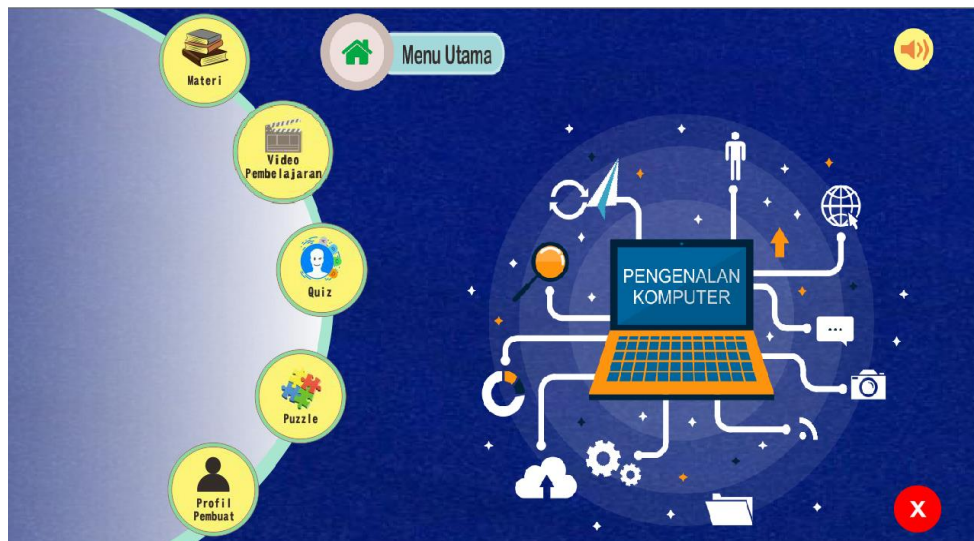 Menu Utama
Materi
Video
Pembelajaran
Quiz
Puzzle
Profil
Pembuat
PENGENALAN
KOMPUTER
X